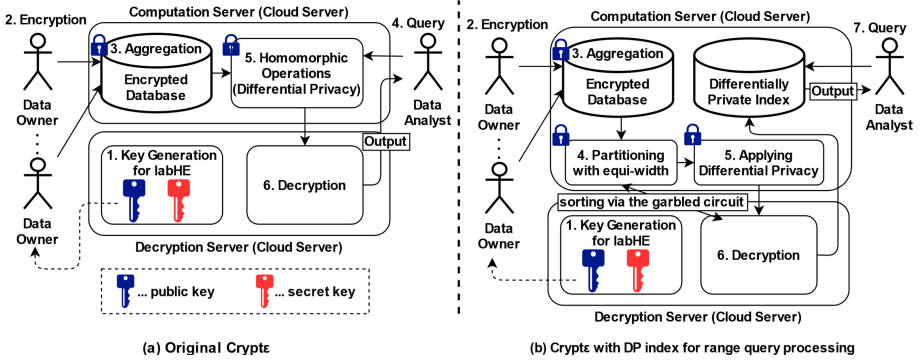 Computation Server (Cloud Server)
2. Encryption
3. Aggregation
Encrypted
Database
5. Homomorphic
Operations
(Differential Privacy)
4. Query
Data
Owner
Data
Analyst
Output
1. Key Generation
for labHE
6. Decryption
Data
Owner
Decryption Server (Cloud Server)
... public key
... secret key
(a) Original Cryptε
Computation Server (Cloud Server)
2. Encryption
3. Aggregation
Encrypted
Database
Differentially
Private Index
7. Query
Output
Data
Owner
Data
Analyst
4. Partitioning
with equi-width
5. Applying
Differential Privacy
sorting via the garbled circuit
1. Key Generation
for labHE
6. Decryption
Data
Owner
Decryption Server (Cloud Server)
(b) Cryptε with DP index for range query processing